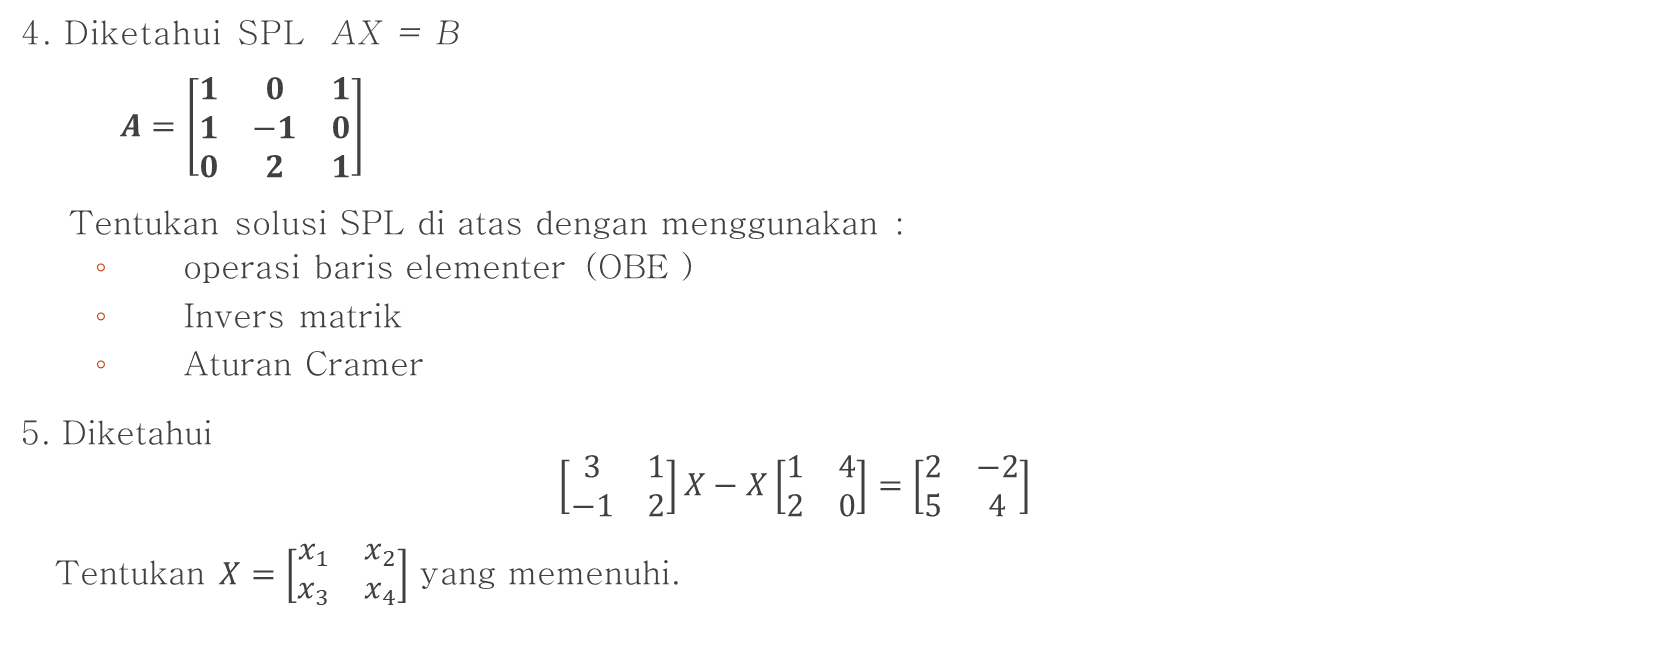 4. Diketahui SPL AX = B
A = [1 0 1
1 −1 0
0 2 1]
Tentukan solusi SPL di atas dengan menggunakan :
◦ operasi baris elementer (OBE )
◦ Invers matrik
◦ Aturan Cramer
5. Diketahui
[3 1
−1 2] X − X [1 4
2 0] = [2 −2
5 4]
Tentukan X = [x₁ x₂
x₃ x₄] yang memenuhi.